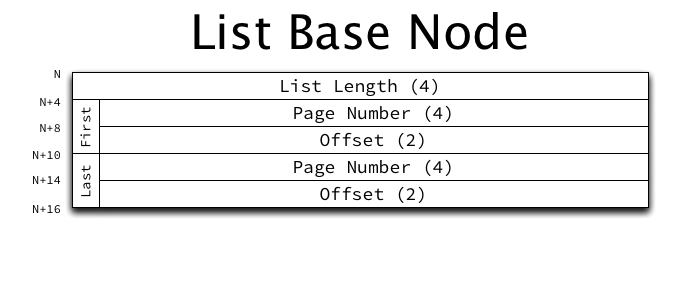 List Base Node
N
List Length (4)
N+4
First
Page Number (4)
N+8
Offset (2)
N+10
Last
Page Number (4)
N+14
Offset (2)
N+16